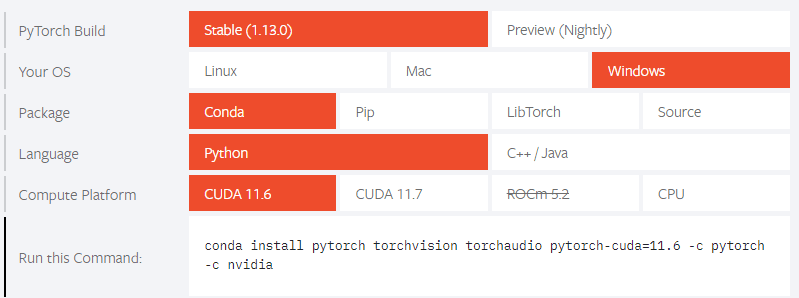 PyTorch Build Stable (1.13.0) Preview (Nightly)
Your OS Linux Mac Windows
Package Conda Pip LibTorch Source
Language Python C++ / Java
Compute Platform CUDA 11.6 CUDA 11.7 ROCm 5.2 CPU
Run this Command: conda install pytorch torchvision torchaudio pytorch-cuda=11.6 -c pytorch
-c nvidia